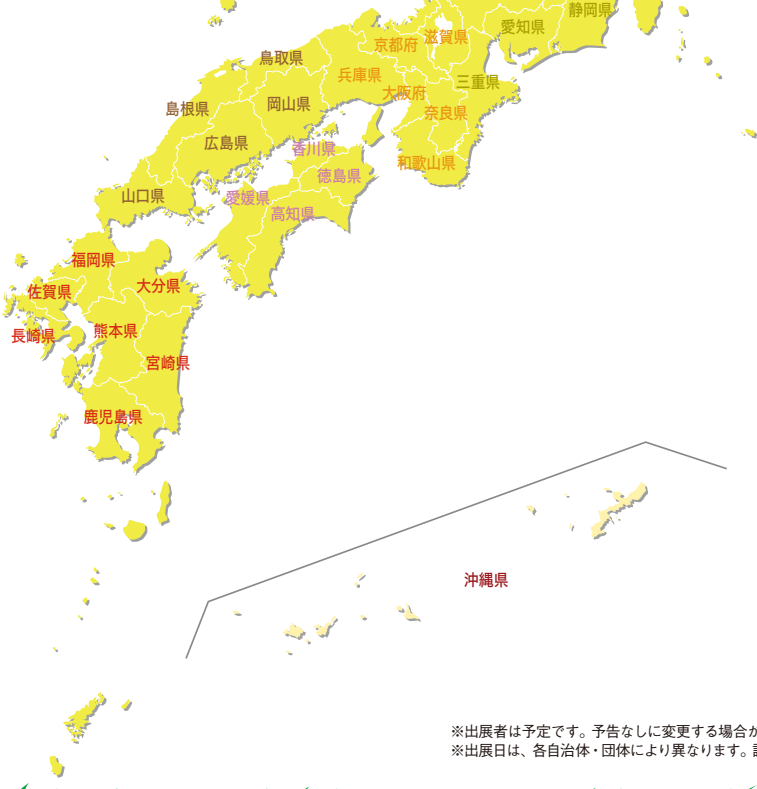 静岡県
愛知県
滋賀県
京都府
鳥取県
兵庫県
三重県
大阪府
岡山県
島根県
奈良県
広島県
香川県
和歌山県
徳島県
山口県
愛媛県
高知県
福岡県
大分県
佐賀県
熊本県
長崎県
宮崎県
鹿児島県
沖縄県
※出展者は予定です。予告なしに変更する場合が
※出展日は、各自治体・団体により異なります。